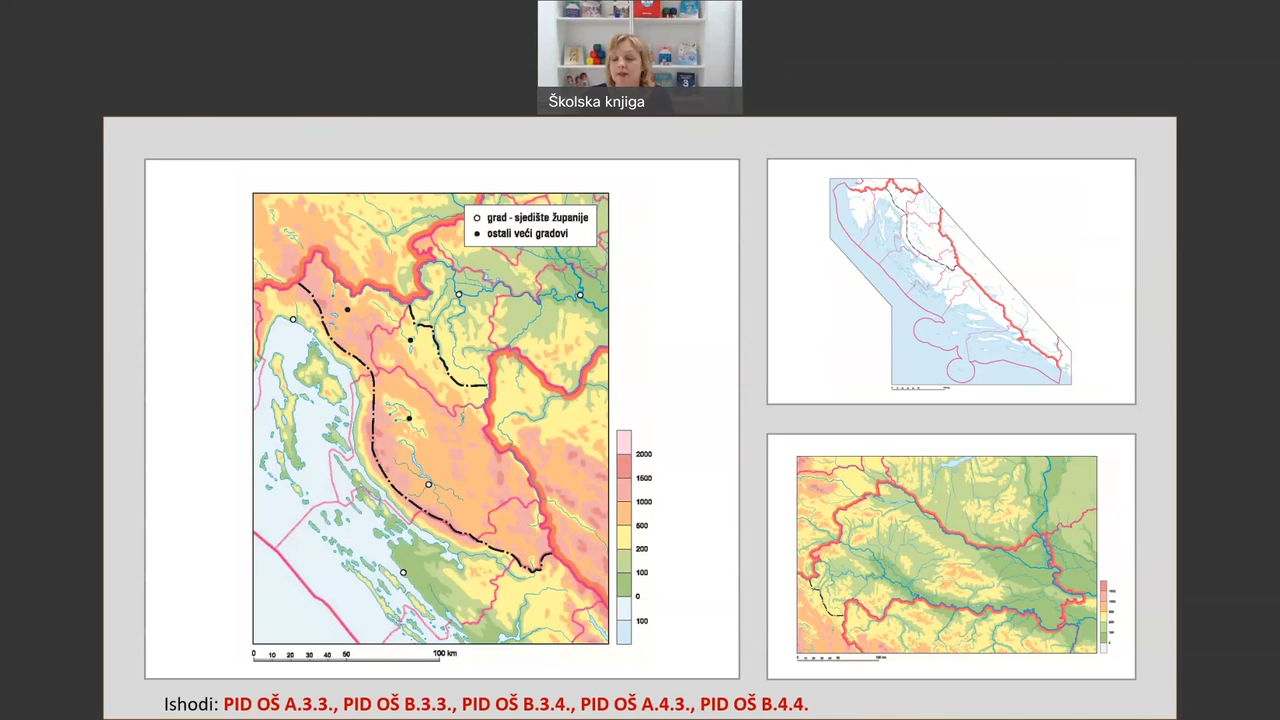 Školska knjiga
grad - sjedište županije
ostali veći gradovi
2000
1500
1000
500
200
100
0
100
0 10 20 30 40 50 100 km
Ishodi: PID OŠ A.3.3., PID OŠ B.3.3., PID OŠ B.3.4., PID OŠ A.4.3., PID OŠ B.4.4.